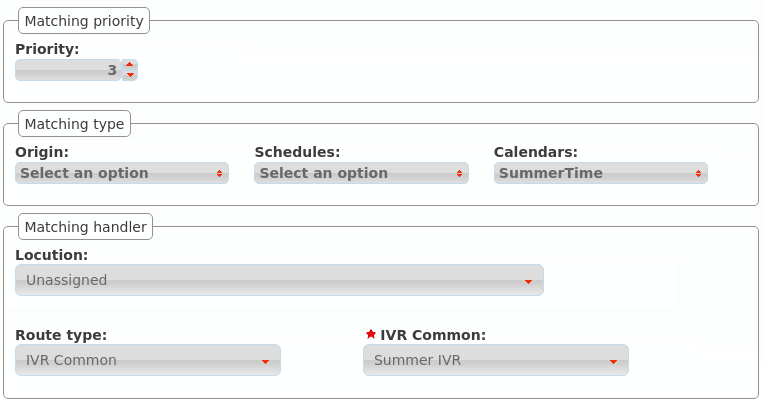 Matching priority
Priority:
3
Matching type
Origin: Schedules: Calendars:
Select an option Select an option SummerTime
Matching handler
Locution:
Unassigned
Route type: IVR Common:
IVR Common Summer IVR